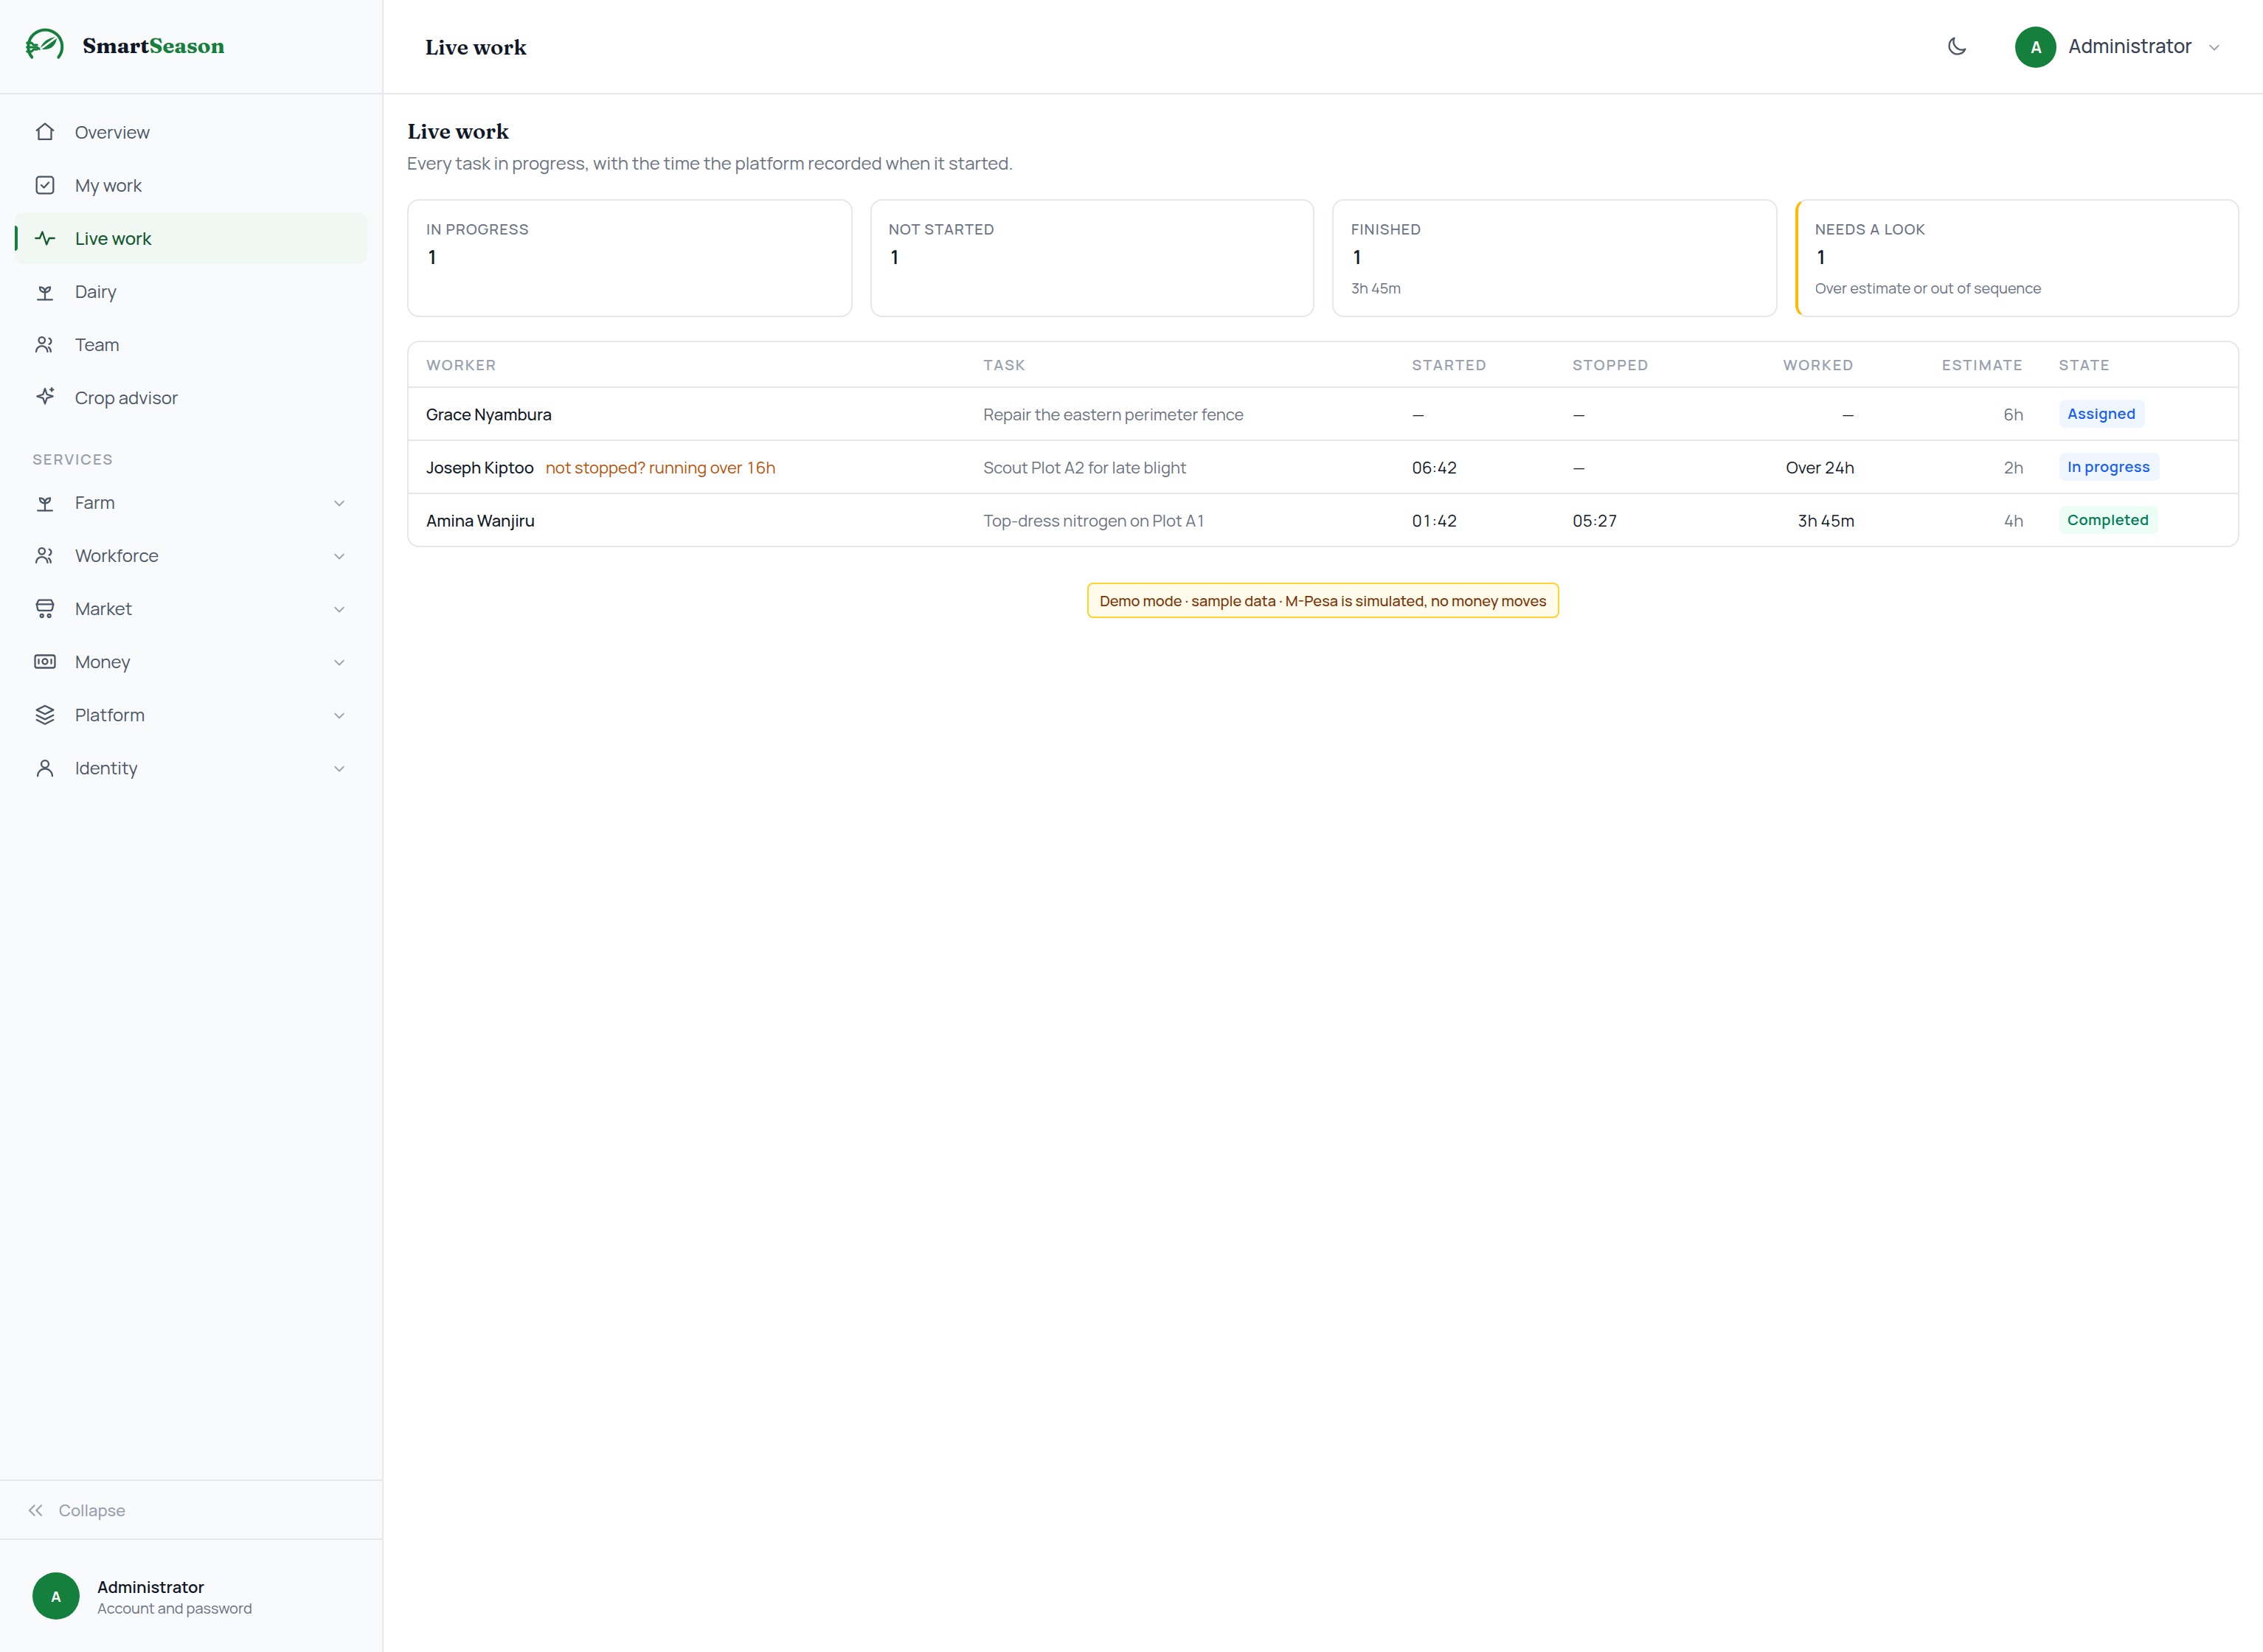 SmartSeason
Live work
A
Administrator
Overview
My work
Live work
Dairy
Team
Crop advisor
SERVICES
Farm
Workforce
Market
Money
Platform
Identity
Collapse
A
Administrator
Account and password
Live work
Every task in progress, with the time the platform recorded when it started.
IN PROGRESS
1
NOT STARTED
1
FINISHED
1
3h 45m
NEEDS A LOOK
1
Over estimate or out of sequence
WORKER TASK STARTED STOPPED WORKED ESTIMATE STATE
Grace Nyambura Repair the eastern perimeter fence — — — 6h Assigned
Joseph Kiptoo not stopped? running over 16h Scout Plot A2 for late blight 06:42 — Over 24h 2h In progress
Amina Wanjiru Top-dress nitrogen on Plot A1 01:42 05:27 3h 45m 4h Completed
Demo mode · sample data · M-Pesa is simulated, no money moves